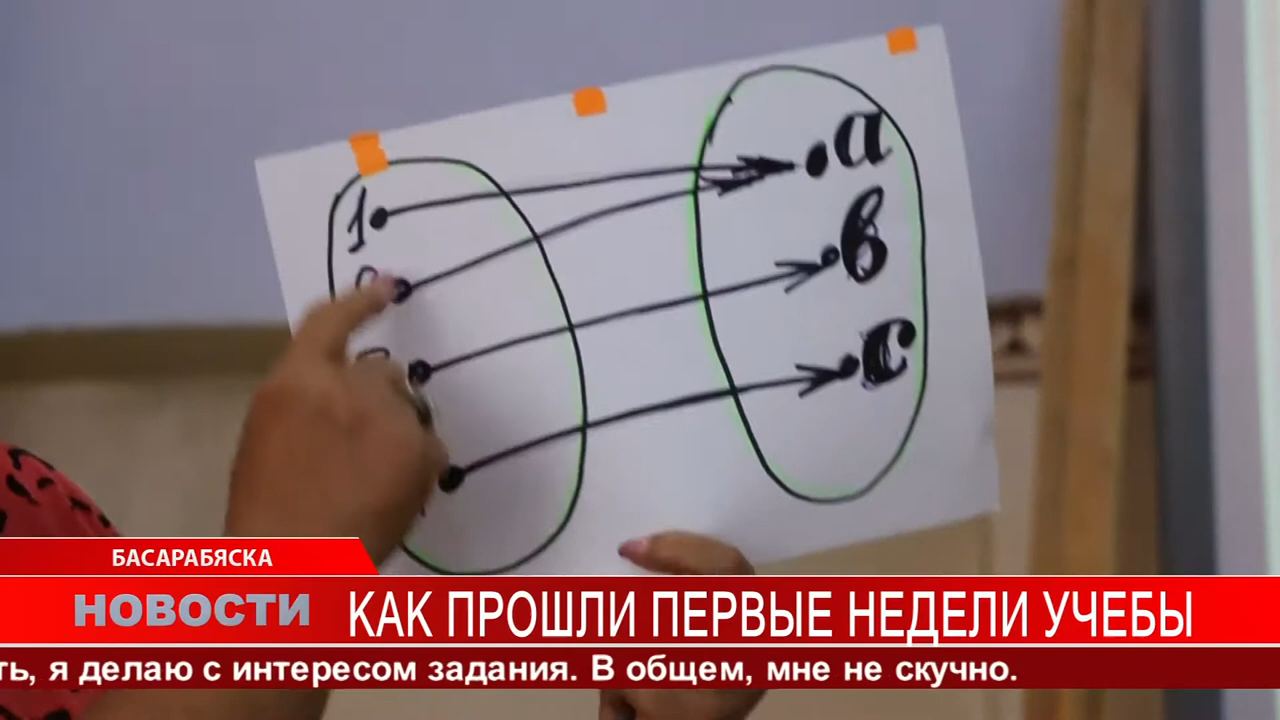 1
a
b
c
БАСАРАБЯСКА
НОВОСТИ
КАК ПРОШЛИ ПЕРВЫЕ НЕДЕЛИ УЧЕБЫ
ть, я делаю с интересом задания. В общем, мне не скучно.